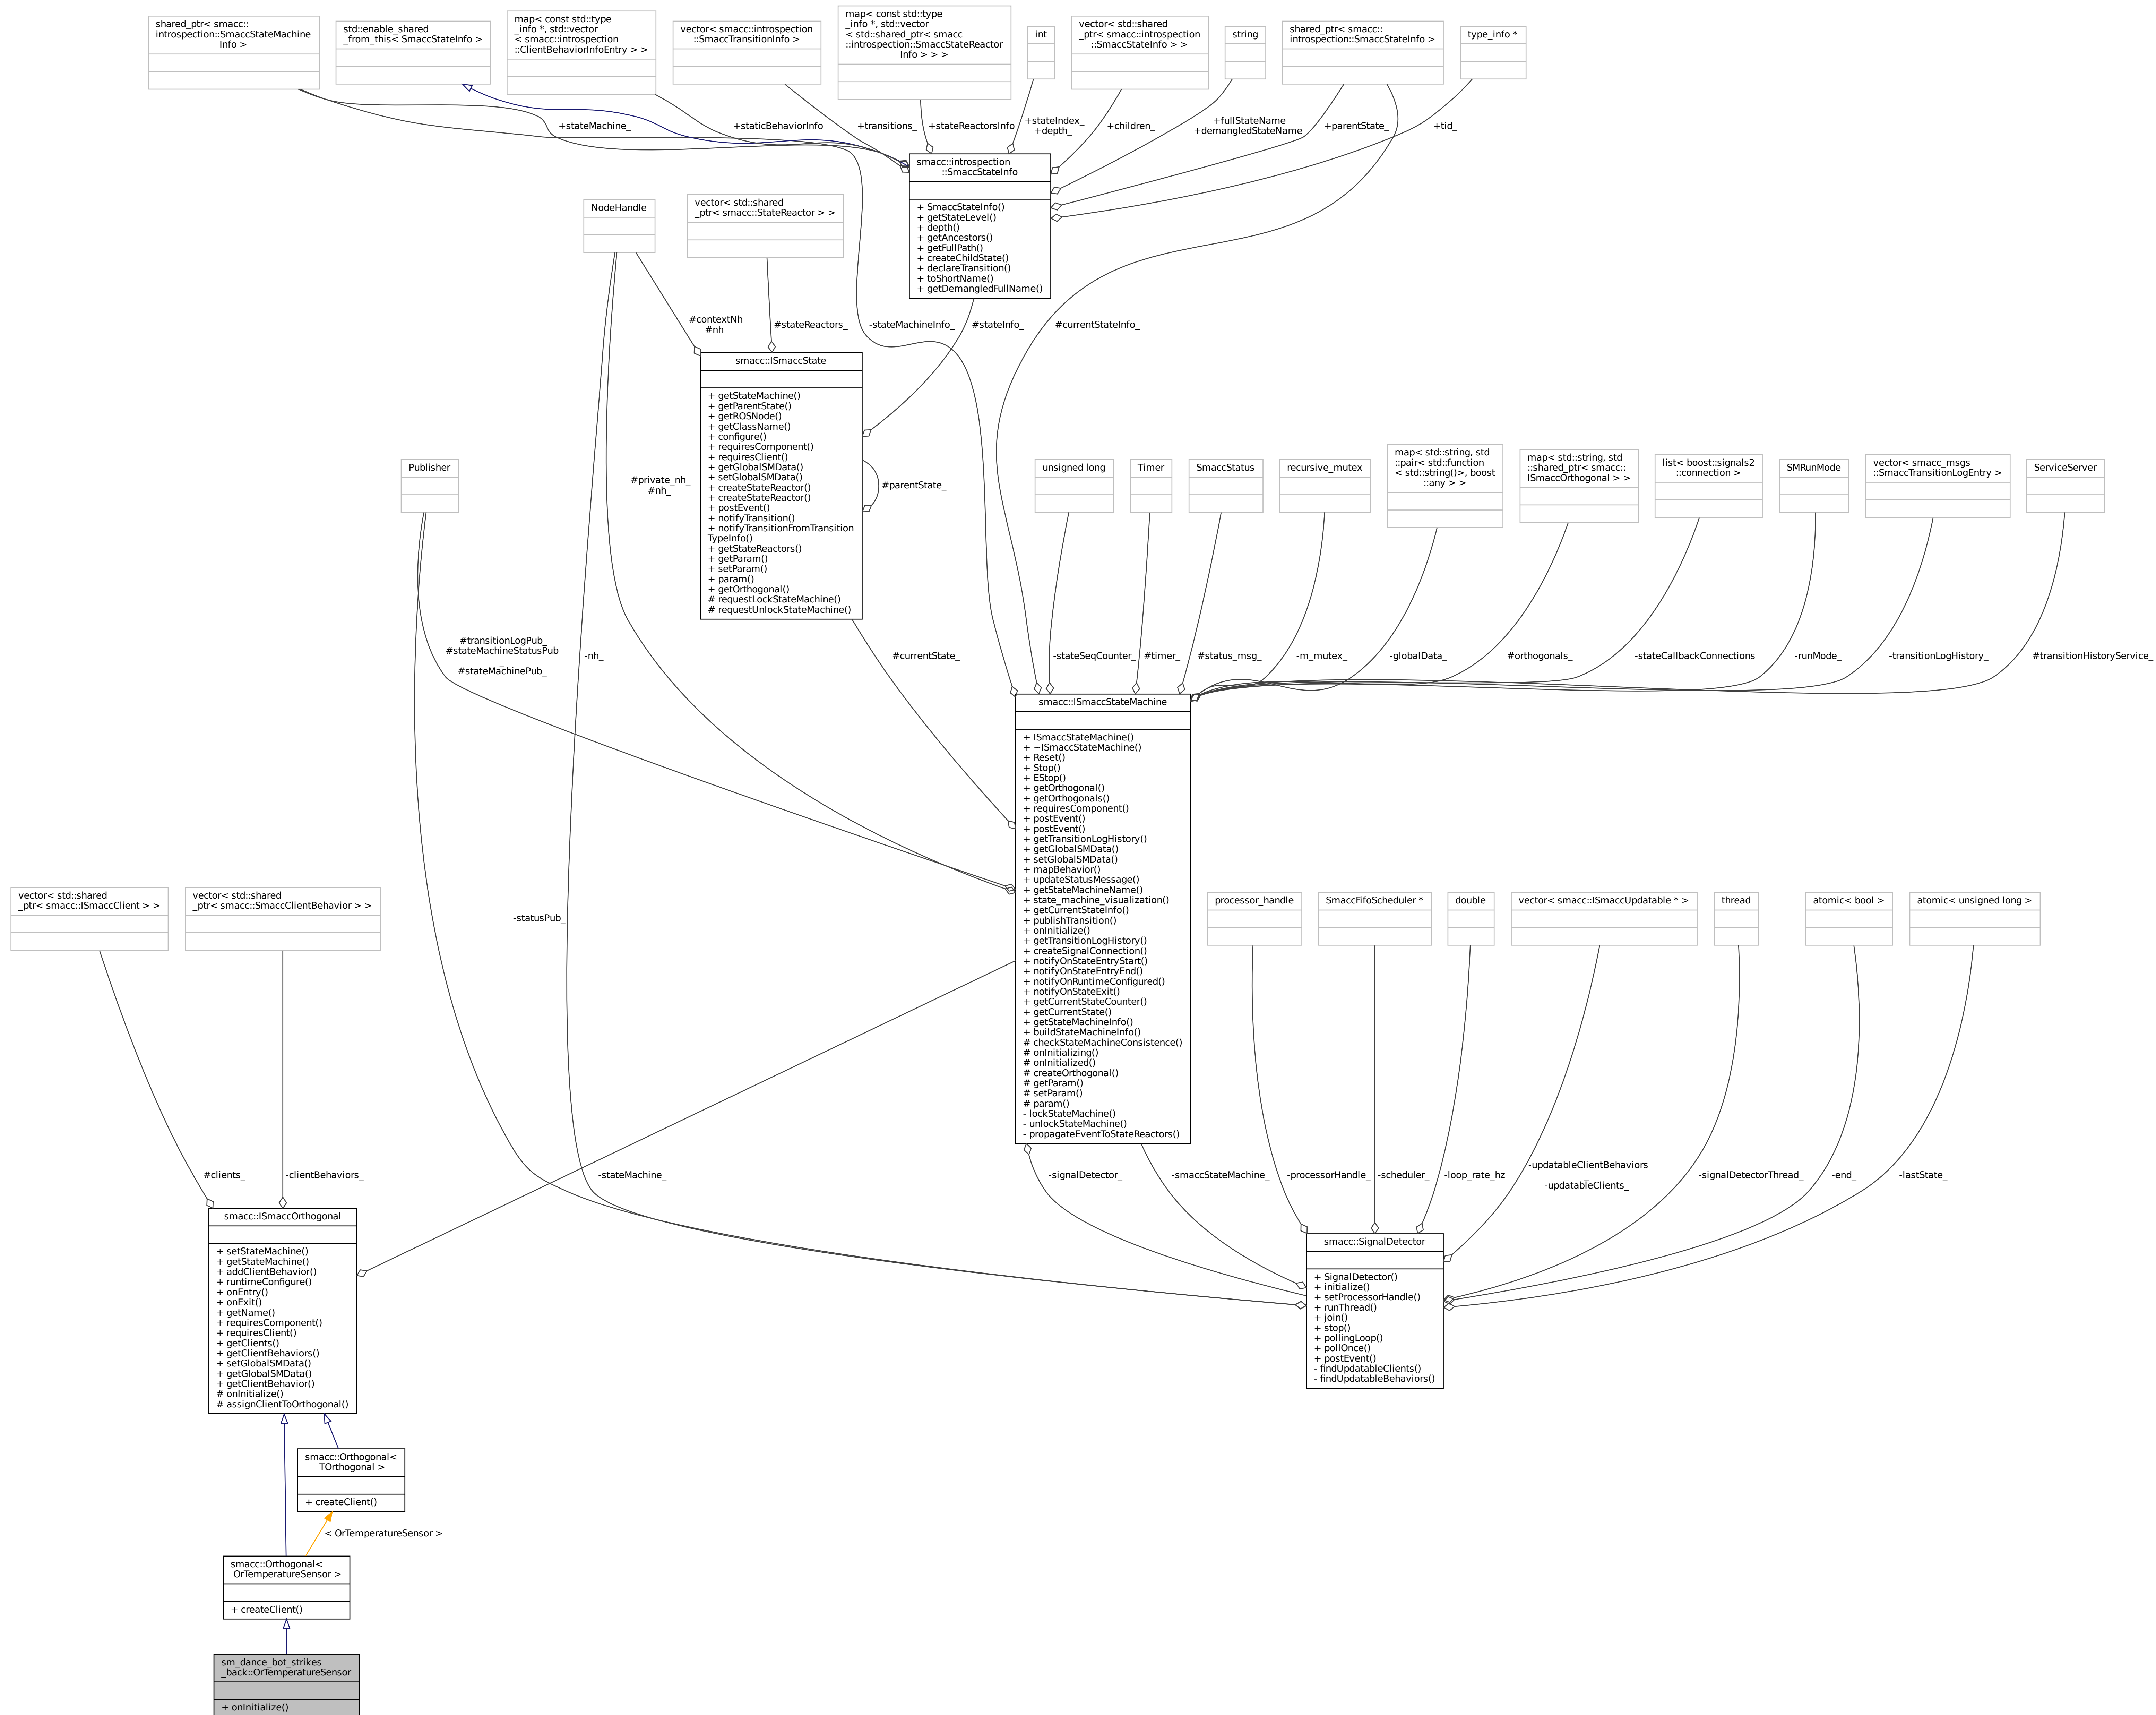 shared_ptr< smacc::
introspection::SmaccStateMachine
Info >
std::enable_shared
_from_this< SmaccStateInfo >
map< const std::type
_info *, std::vector
< smacc::introspection
::ClientBehaviorInfoEntry > >
vector< smacc::introspection
::SmaccTransitionInfo >
map< const std::type
_info *, std::vector
< std::shared_ptr< smacc
::introspection::SmaccStateReactor
Info > > >
int
vector< std::shared
_ptr< smacc::introspection
::SmaccStateInfo > >
string
shared_ptr< smacc::
introspection::SmaccStateInfo >
type_info *
+stateMachine_
+staticBehaviorInfo
+transitions_
+stateReactorsInfo
+stateIndex_
+depth_
+children_
+fullStateName
+demangledStateName
+parentState_
+tid_
smacc::introspection
::SmaccStateInfo
+ SmaccStateInfo()
+ getStateLevel()
+ depth()
+ getAncestors()
+ getFullPath()
+ createChildState()
+ declareTransition()
+ toShortName()
+ getDemangledFullName()
NodeHandle
vector< std::shared
_ptr< smacc::StateReactor > >
#contextNh
#nh
#stateReactors_
-stateMachineInfo_
#stateInfo_
#currentStateInfo_
smacc::ISmaccState
+ getStateMachine()
+ getParentState()
+ getROSNode()
+ getClassName()
+ configure()
+ requiresComponent()
+ requiresClient()
+ getGlobalSMData()
+ setGlobalSMData()
+ createStateReactor()
+ createStateReactor()
+ postEvent()
+ notifyTransition()
+ notifyTransitionFromTransition
TypeInfo()
+ getStateReactors()
+ getParam()
+ setParam()
+ param()
+ getOrthogonal()
# requestLockStateMachine()
# requestUnlockStateMachine()
#parentState_
#private_nh_
#nh_
Publisher
unsigned long
Timer
SmaccStatus
recursive_mutex
map< std::string, std
::pair< std::function
< std::string()>, boost
::any > >
map< std::string, std
::shared_ptr< smacc::
ISmaccOrthogonal > >
list< boost::signals2
::connection >
SMRunMode
vector< smacc_msgs
::SmaccTransitionLogEntry >
ServiceServer
#transitionLogPub_
#stateMachineStatusPub
_
#stateMachinePub_
-nh_
#currentState_
-stateSeqCounter_
#timer_
#status_msg_
-m_mutex_
-globalData_
#orthogonals_
-stateCallbackConnections
-runMode_
-transitionLogHistory_
#transitionHistoryService_
smacc::ISmaccStateMachine
+ ISmaccStateMachine()
+ ~ISmaccStateMachine()
+ Reset()
+ Stop()
+ EStop()
+ getOrthogonal()
+ getOrthogonals()
+ requiresComponent()
+ postEvent()
+ postEvent()
+ getTransitionLogHistory()
+ getGlobalSMData()
+ setGlobalSMData()
+ mapBehavior()
+ updateStatusMessage()
+ getStateMachineName()
+ state_machine_visualization()
+ getCurrentStateInfo()
+ publishTransition()
+ onInitialize()
+ getTransitionLogHistory()
+ createSignalConnection()
+ notifyOnStateEntryStart()
+ notifyOnStateEntryEnd()
+ notifyOnRuntimeConfigured()
+ notifyOnStateExit()
+ getCurrentStateCounter()
+ getCurrentState()
+ getStateMachineInfo()
+ buildStateMachineInfo()
# checkStateMachineConsistence()
# onInitializing()
# onInitialized()
# createOrthogonal()
# getParam()
# setParam()
# param()
- lockStateMachine()
- unlockStateMachine()
- propagateEventToStateReactors()
vector< std::shared
_ptr< smacc::ISmaccClient > >
vector< std::shared
_ptr< smacc::SmaccClientBehavior > >
-statusPub_
processor_handle
SmaccFifoScheduler *
double
vector< smacc::ISmaccUpdatable * >
thread
atomic< bool >
atomic< unsigned long >
#clients_
-clientBehaviors_
-stateMachine_
-signalDetector_
-smaccStateMachine_
-processorHandle_
-scheduler_
-loop_rate_hz
-updatableClientBehaviors
_
-updatableClients_
-signalDetectorThread_
-end_
-lastState_
smacc::ISmaccOrthogonal
+ setStateMachine()
+ getStateMachine()
+ addClientBehavior()
+ runtimeConfigure()
+ onEntry()
+ onExit()
+ getName()
+ requiresComponent()
+ requiresClient()
+ getClients()
+ getClientBehaviors()
+ setGlobalSMData()
+ getGlobalSMData()
+ getClientBehavior()
# onInitialize()
# assignClientToOrthogonal()
smacc::SignalDetector
+ SignalDetector()
+ initialize()
+ setProcessorHandle()
+ runThread()
+ join()
+ stop()
+ pollingLoop()
+ pollOnce()
+ postEvent()
- findUpdatableClients()
- findUpdatableBehaviors()
smacc::Orthogonal<
TOrthogonal >
+ createClient()
< OrTemperatureSensor >
smacc::Orthogonal<
OrTemperatureSensor >
+ createClient()
sm_dance_bot_strikes
_back::OrTemperatureSensor
+ onInitialize()